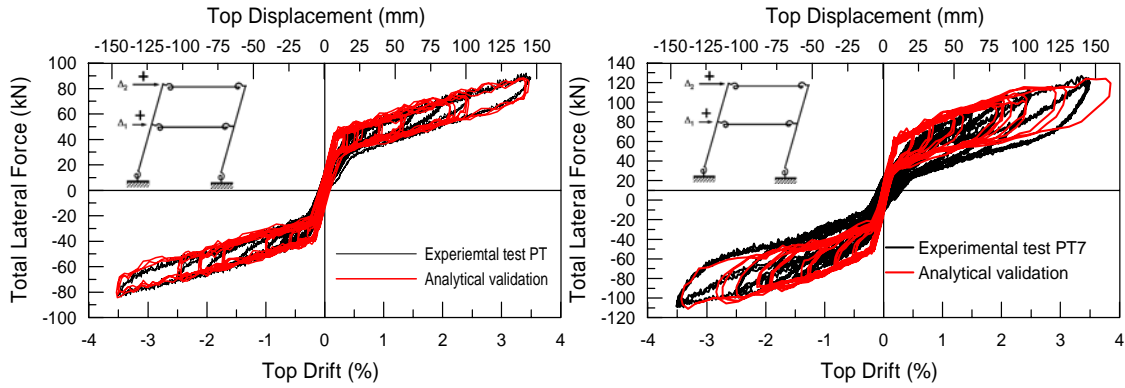 Top Displacement (mm)
-150 -125 -100 -75 -50 -25 0 25 50 75 100 125 150
Total Lateral Force (kN)
100
80
60
40
20
0
-20
-40
-60
-80
-100
Δ2 +
Δ1 +
Experiemtal test PT
Analytical validation
-4 -3 -2 -1 0 1 2 3 4
Top Drift (%)
Top Displacement (mm)
-150 -125 -100 -75 -50 -25 0 25 50 75 100 125 150
Total Lateral Force (kN)
140
120
100
80
60
40
20
0
-20
-40
-60
-80
-100
-120
Δ2 +
Δ1 +
Experimental test PT7
Analytical validation
-4 -3 -2 -1 0 1 2 3 4
Top Drift (%)